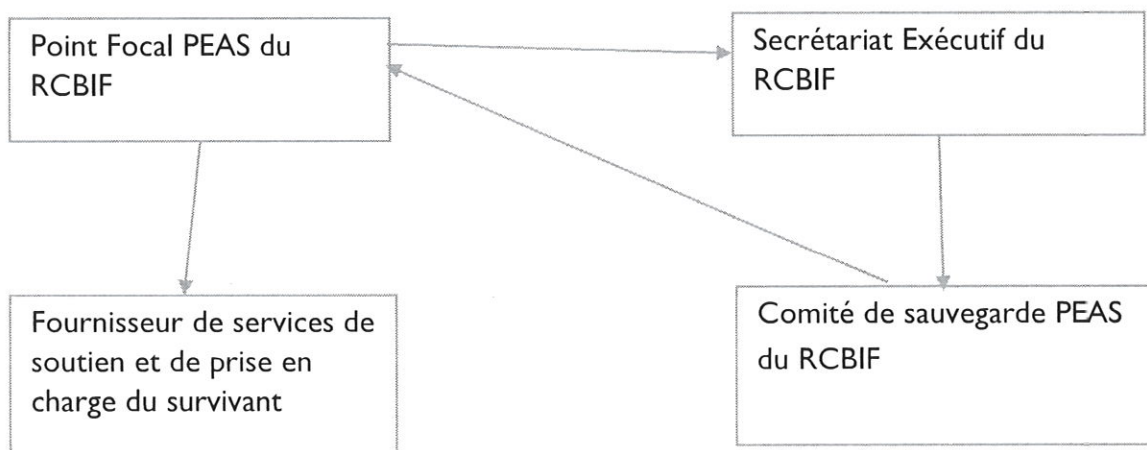 Point Focal PEAS du
RCBIF
Secrétariat Exécutif du
RCBIF
Fournisseur de services de
soutien et de prise en
charge du survivant
Comité de sauvegarde PEAS
du RCBIF